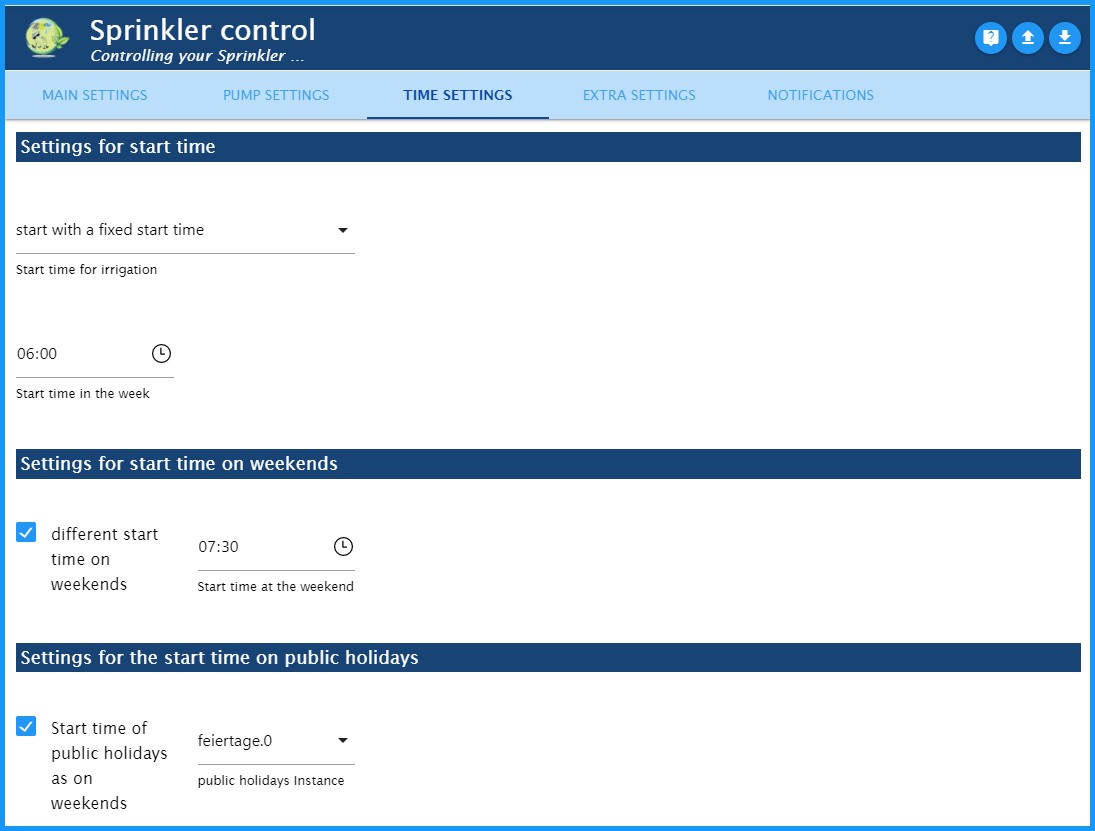 Sprinkler control
Controlling your Sprinkler ...
MAIN SETTINGS
PUMP SETTINGS
TIME SETTINGS
EXTRA SETTINGS
NOTIFICATIONS
Settings for start time
start with a fixed start time
Start time for irrigation
06:00
Start time in the week
Settings for start time on weekends
different start
time on
weekends
07:30
Start time at the weekend
Settings for the start time on public holidays
Start time of
public holidays
as on
weekends
feiertage.0
public holidays Instance